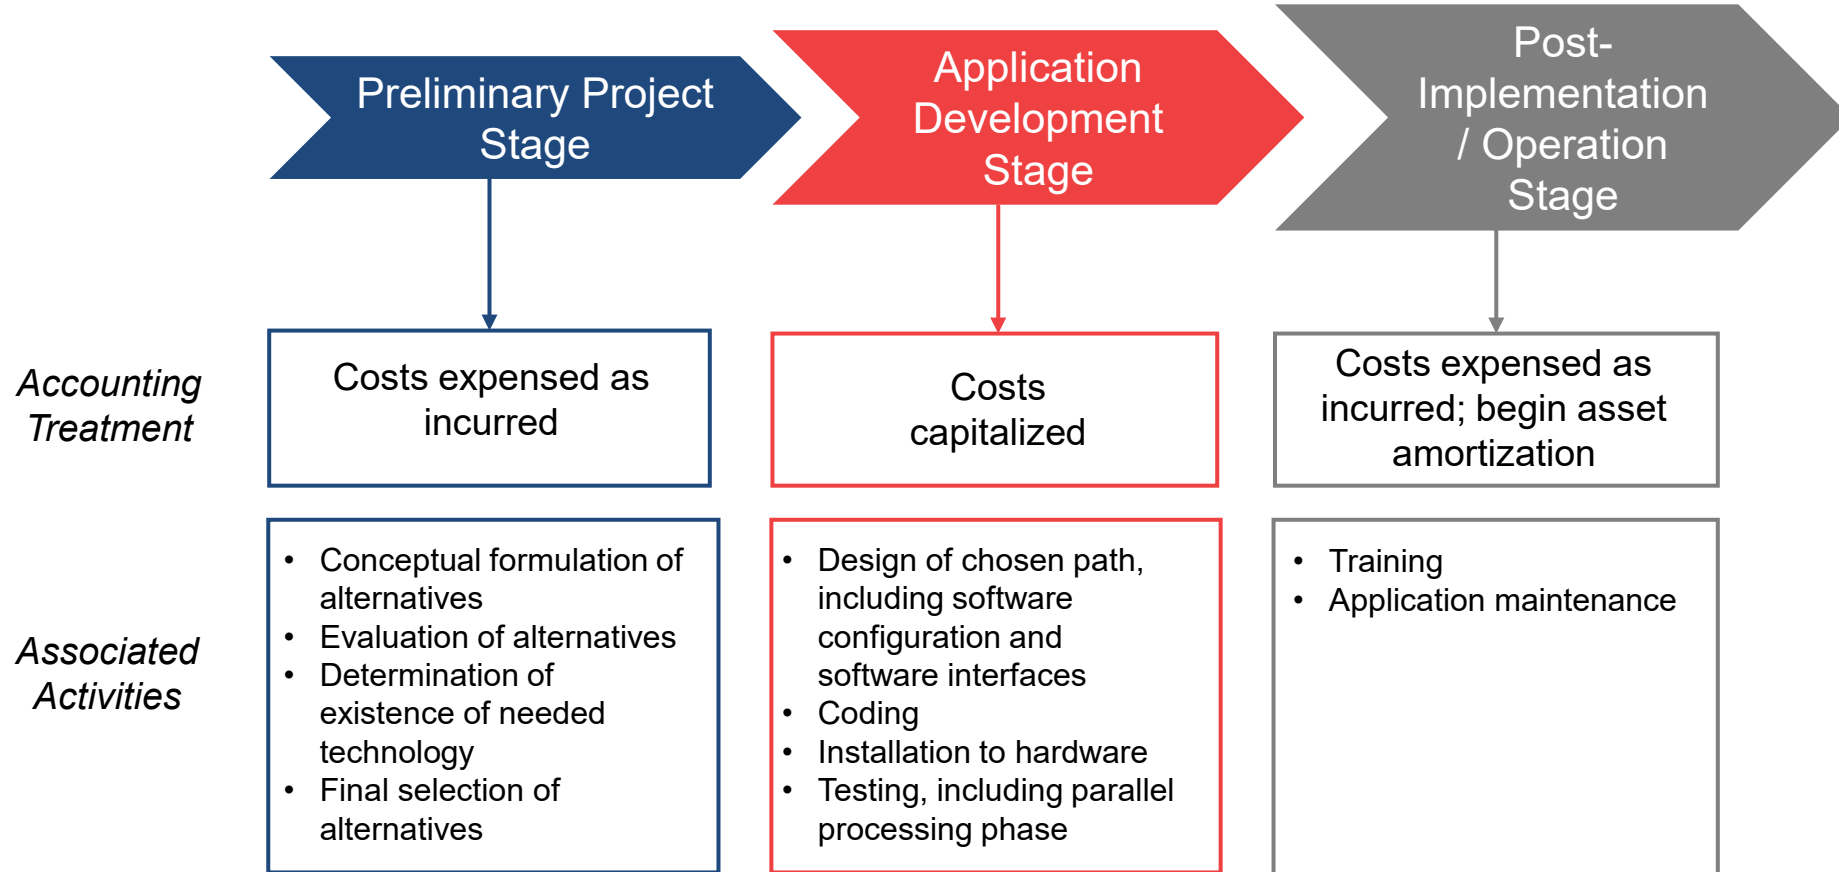 Preliminary Project
Stage
Application
Development
Stage
Post-
Implementation
/ Operation
Stage
Accounting
Treatment
Costs expensed as
incurred
Costs
capitalized
Costs expensed as
incurred; begin asset
amortization
Associated
Activities
• Conceptual formulation of
alternatives
• Evaluation of alternatives
• Determination of
existence of needed
technology
• Final selection of
alternatives
• Design of chosen path,
including software
configuration and
software interfaces
• Coding
• Installation to hardware
• Testing, including parallel
processing phase
• Training
• Application maintenance